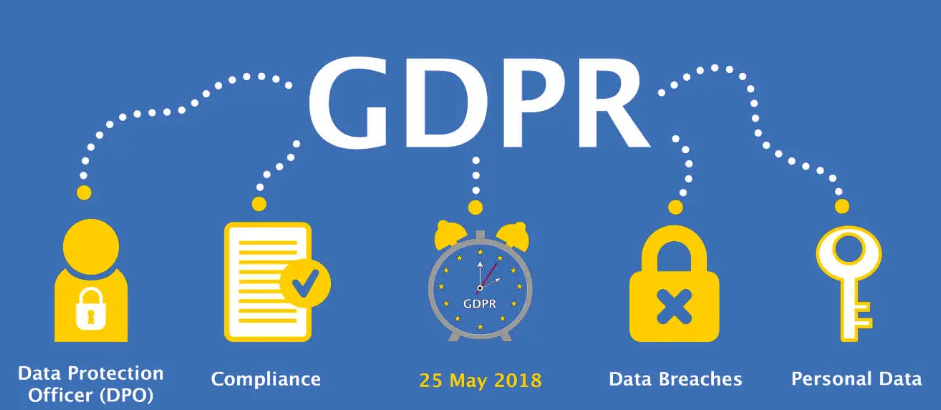 GDPR
GDPR
Data Protection
Officer (DPO)
Compliance
25 May 2018
Data Breaches
Personal Data